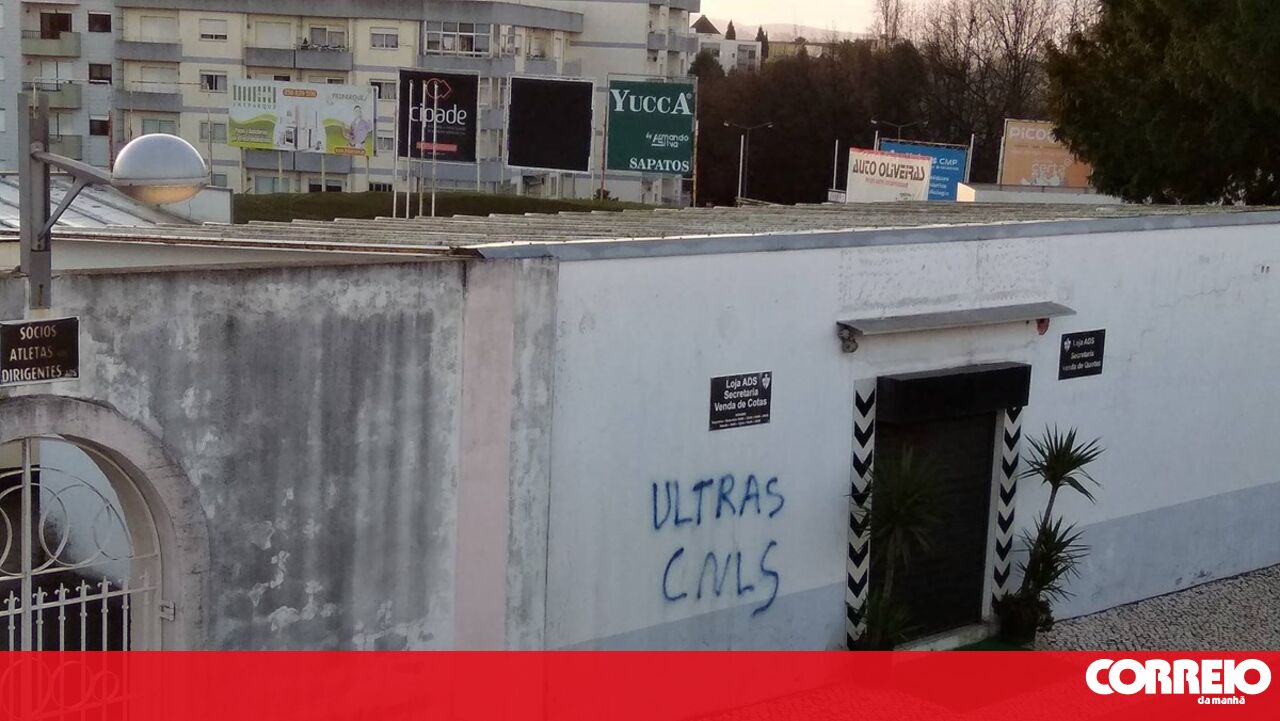 cidade
YUCCA
by ARMANDO SILVA
SAPATOS
AUTO OLIVEIRAS
CMP
SÓCIOS
ATLETAS
DIRIGENTES
Loja ADS
Secretaria
Venda de Cotas
Loja ADS
Secretaria
Venda de Quotas
ULTRAS
CNLS
CORREIO
da manhã